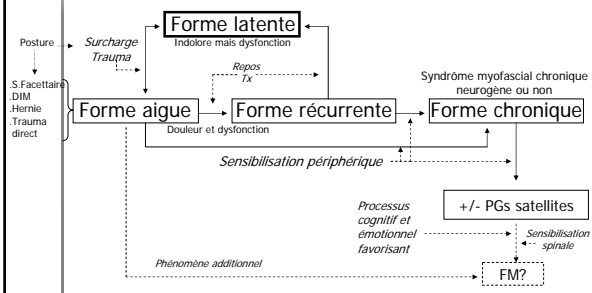 Forme latente
Indolore mais dysfonction
Posture
Surcharge
Trauma
Repos
Tx
Syndrôme myofascial chronique
neurogène ou non
.S.Facettaire
.DIM
.Hernie
.Trauma
direct
Forme aigue
Forme récurrente
Forme chronique
Douleur et dysfonction
Sensibilisation périphérique
+/- PGs satellites
Processus
cognitif et
émotionnel
favorisant
Sensibilisation
spinale
Phénomène additionnel
FM?